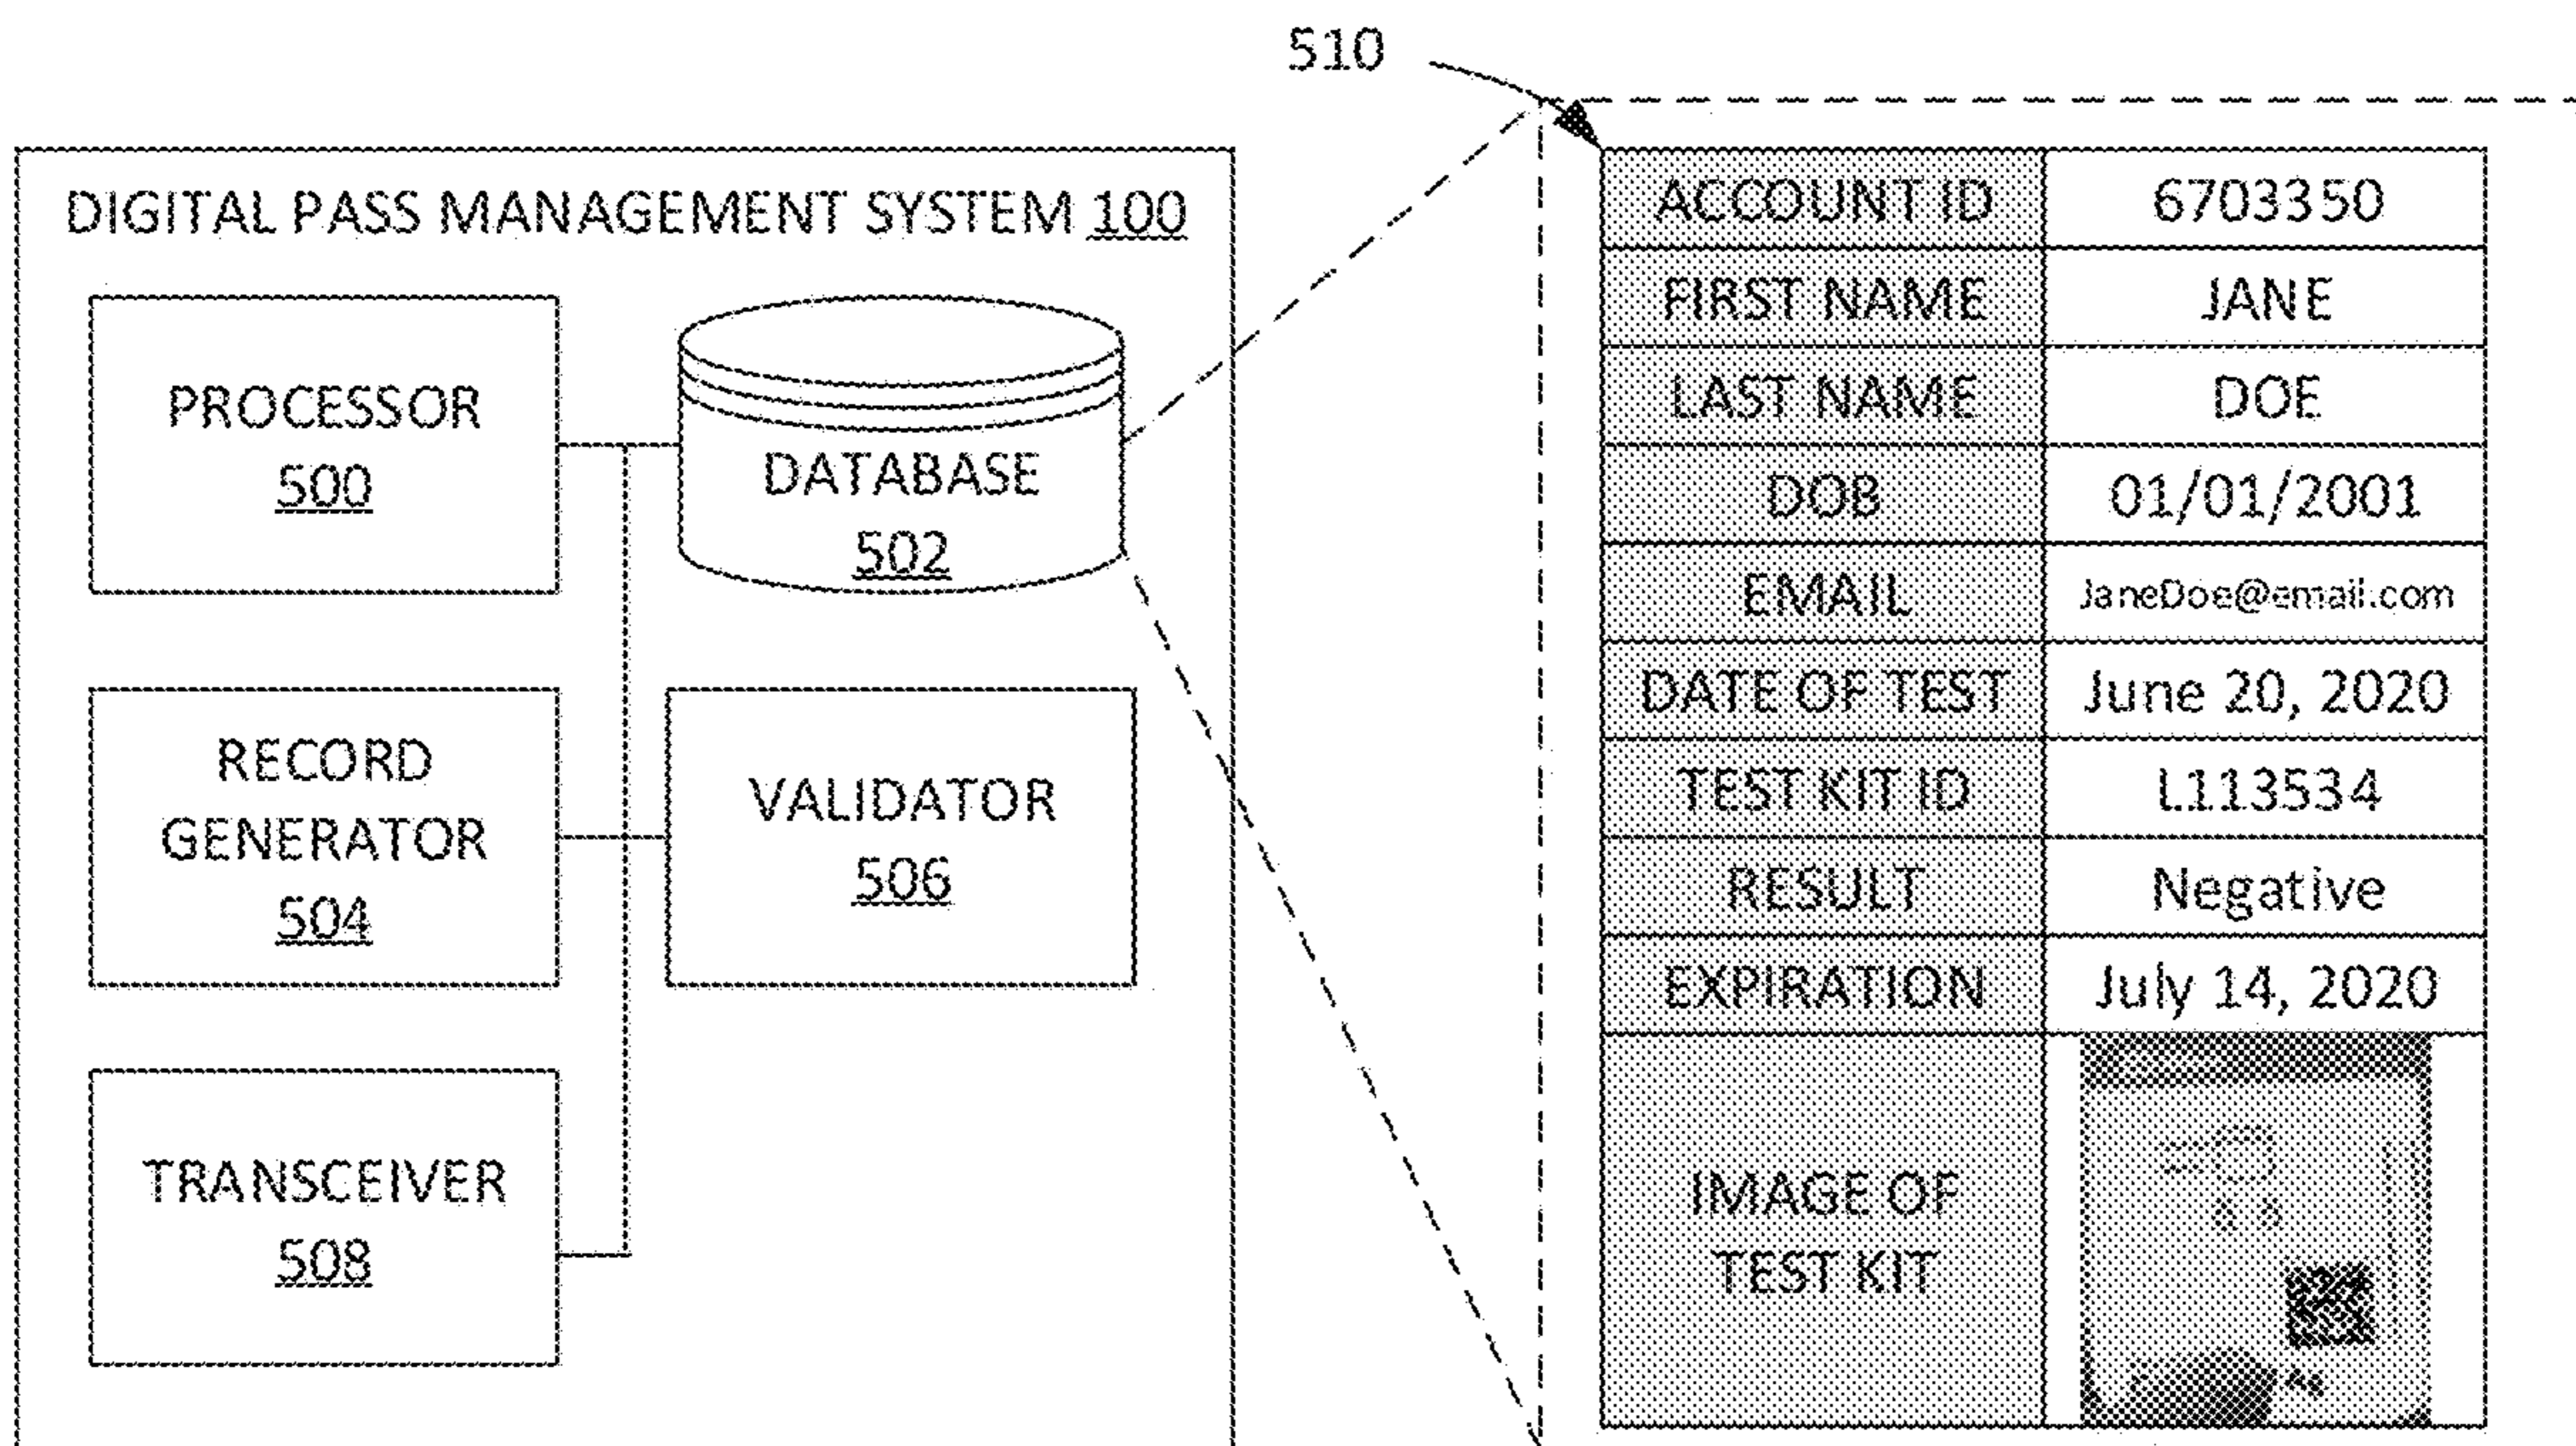 510
DIGITAL PASS MANAGEMENT SYSTEM 100
PROCESSOR
500
DATABASE
502
RECORD
GENERATOR
504
VALIDATOR
506
TRANSCEIVER
508
ACCOUNT ID 6703350
FIRST NAME JANE
LAST NAME DOE
DOB 01/01/2001
EMAIL JaneDoe@email.com
DATE OF TEST June 20, 2020
TEST KIT ID L113534
RESULT Negative
EXPIRATION July 14, 2020
IMAGE OF
TEST KIT